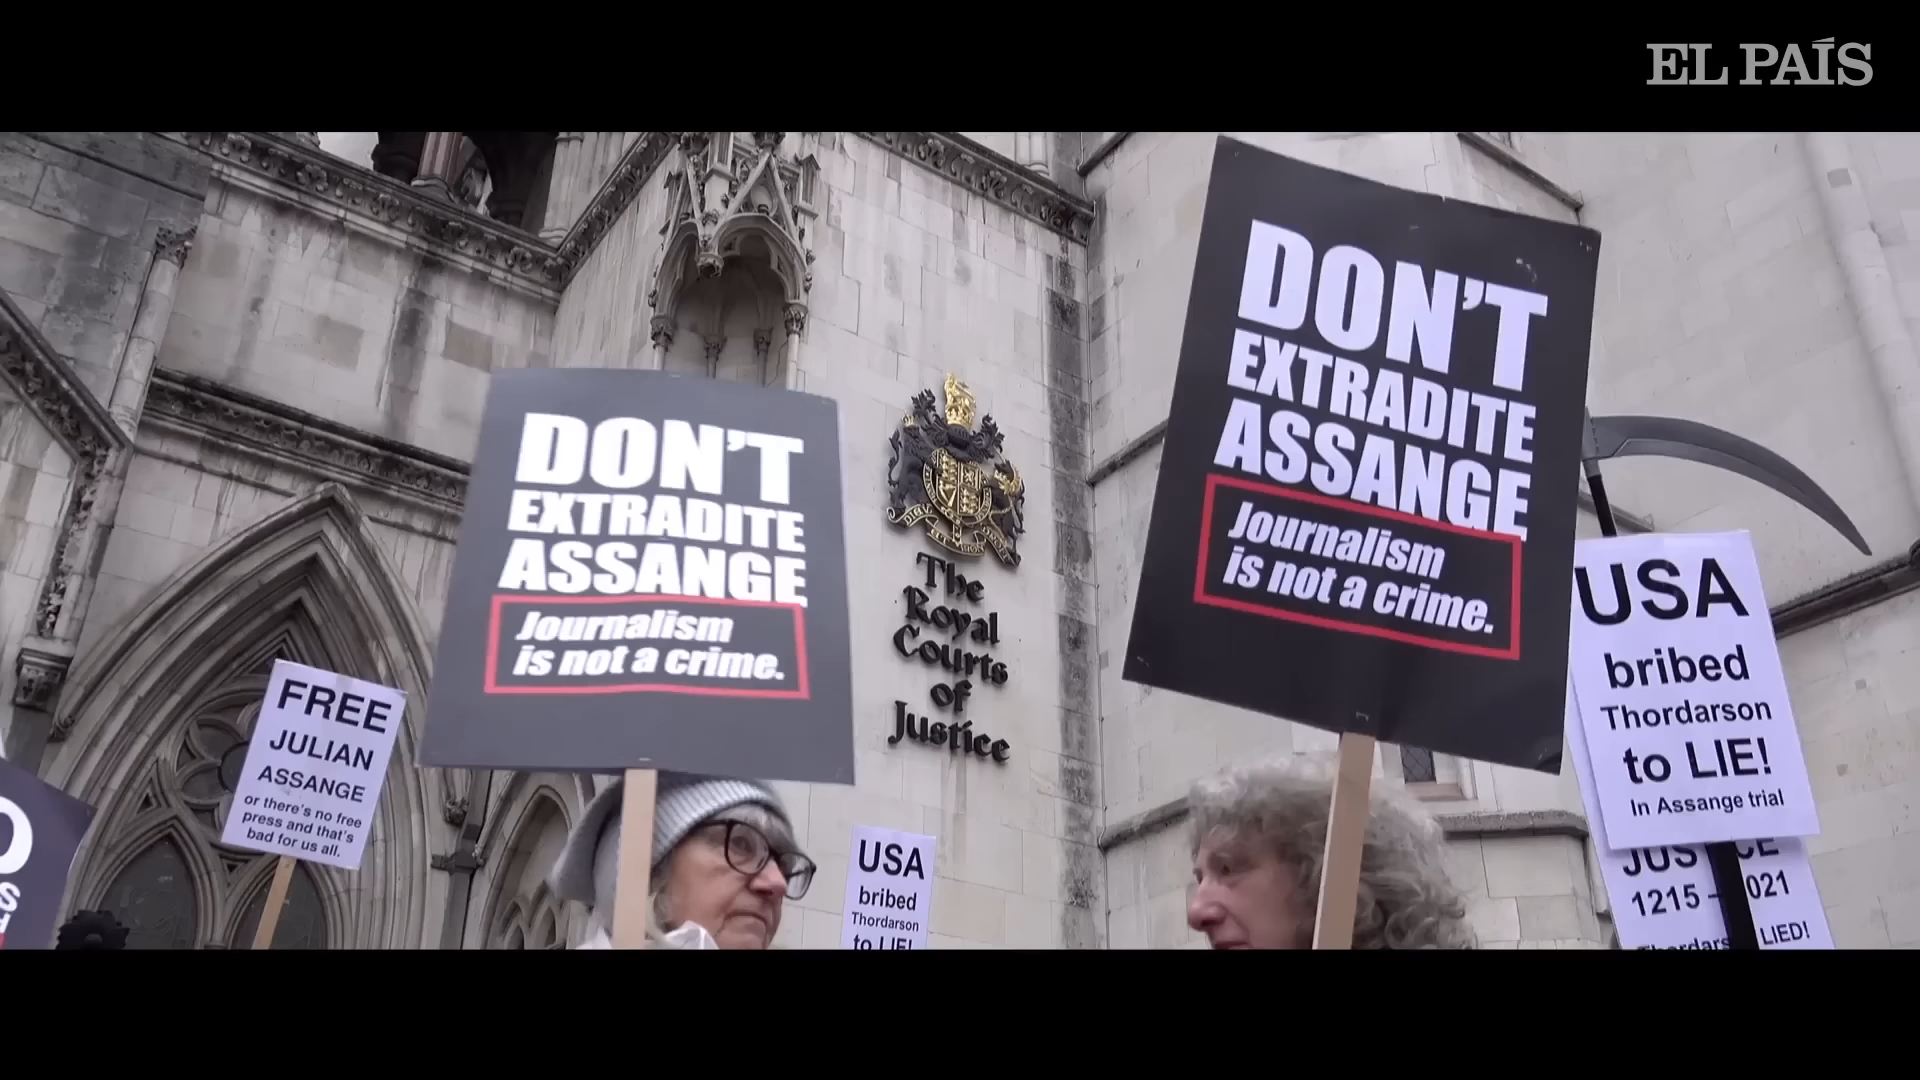 EL PAÍS
DON'T
EXTRADITE
ASSANGE
Journalism
is not a crime.
DON'T
EXTRADITE
ASSANGE
Journalism
is not a crime.
The
Royal
Courts
of
Justice
FREE
JULIAN
ASSANGE
or there's no free
press and that's
bad for us all.
USA
bribed
Thordarson
to LIE!
In Assange trial
USA
bribed
Thordarson
to LIE!
1215 -
LIED!